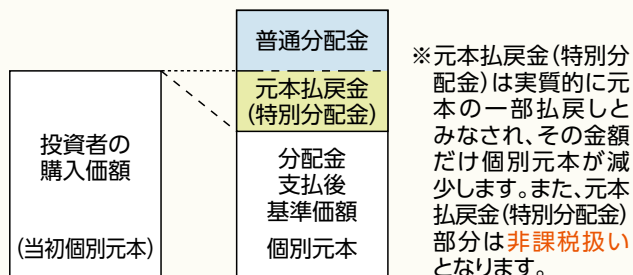 投資者の
購入価額
(当初個別元本)
普通分配金
元本払戻金
(特別分配金)
分配金
支払後
基準価額
個別元本
※元本払戻金(特別分
配金)は実質的に元
本の一部払戻しと
みなされ、その金額
だけ個別元本が減
少します。また、元本
払戻金(特別分配金)
部分は非課税扱い
となります。